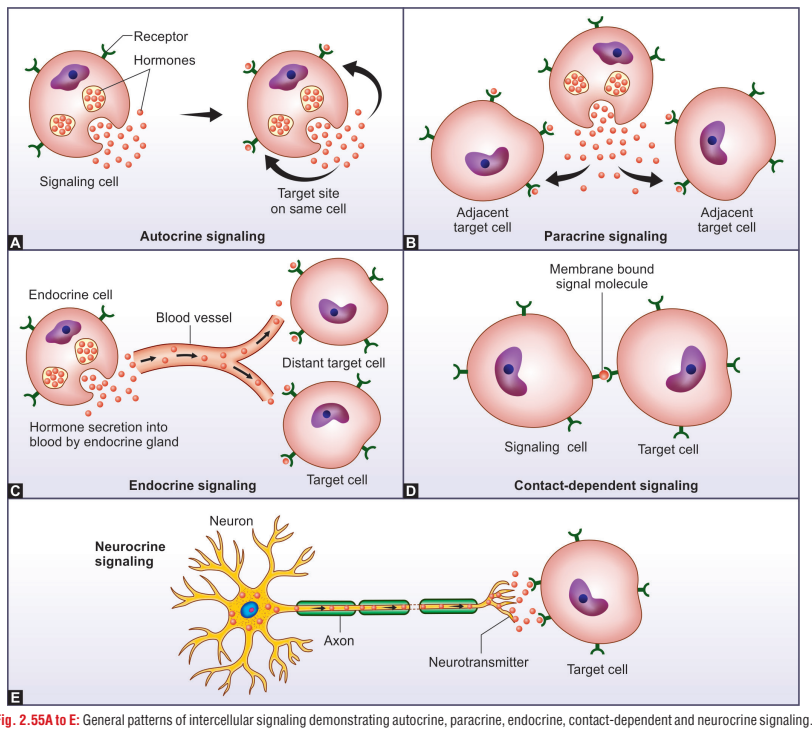 Receptor
Hormones
Signaling cell
Target site
on same cell
A
Autocrine signaling
Adjacent
target cell
Adjacent
target cell
B
Paracrine signaling
Endocrine cell
Blood vessel
Distant target cell
Hormone secretion into
blood by endocrine gland
Target cell
C
Endocrine signaling
Membrane bound
signal molecule
Signaling cell
Target cell
D
Contact-dependent signaling
Neuron
Neurocrine
signaling
Axon
Neurotransmitter
Target cell
E
ig. 2.55A to E: General patterns of intercellular signaling demonstrating autocrine, paracrine, endocrine, contact-dependent and neurocrine signaling.